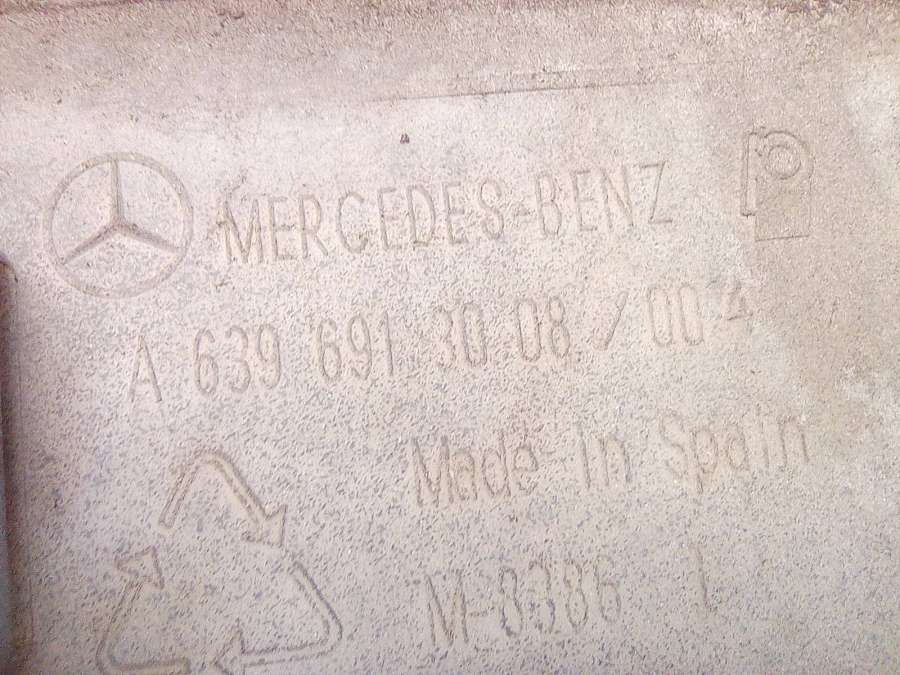 MERCEDES-BENZ
A 639 691 30 08 / 004
Made in Spain
M-8386 L